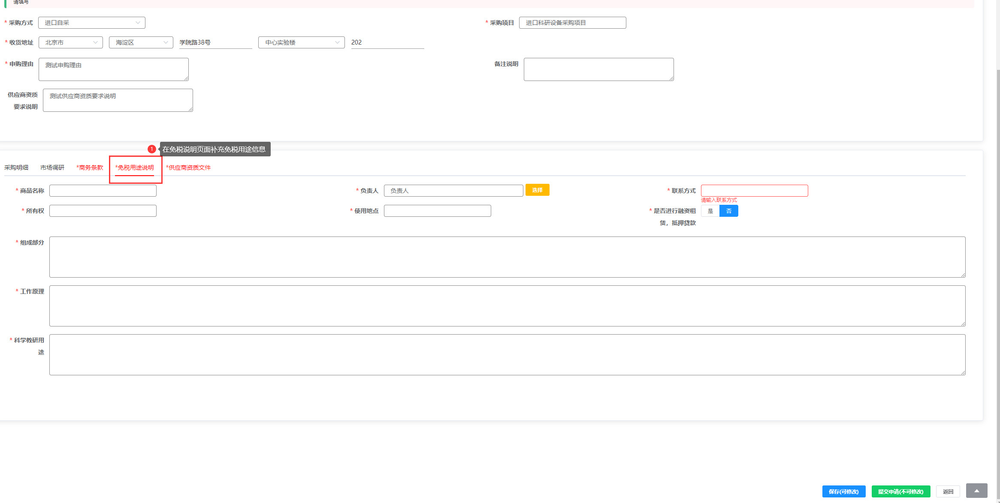 请填写
* 采购方式 进口自采 * 采购项目 进口科研设备采购项目
* 收货地址 北京市 海淀区 学院路38号 中心实验楼 202
* 申购理由 测试申购理由 备注说明
供应商资质 测试供应商资质要求说明
要求说明
1 在免税说明页面补充免税用途信息
采购明细 市场调研 *商务条款 *免税用途说明 *供应商资质文件
* 商品名称 * 负责人 负责人 选择 * 联系方式
请输入联系方式
* 所有权 * 使用地点 * 是否进行融资租 是 否
赁，抵押贷款
* 组成部分
* 工作原理
* 科学教研用
途
保存(可修改) 提交申请(不可修改) 返回